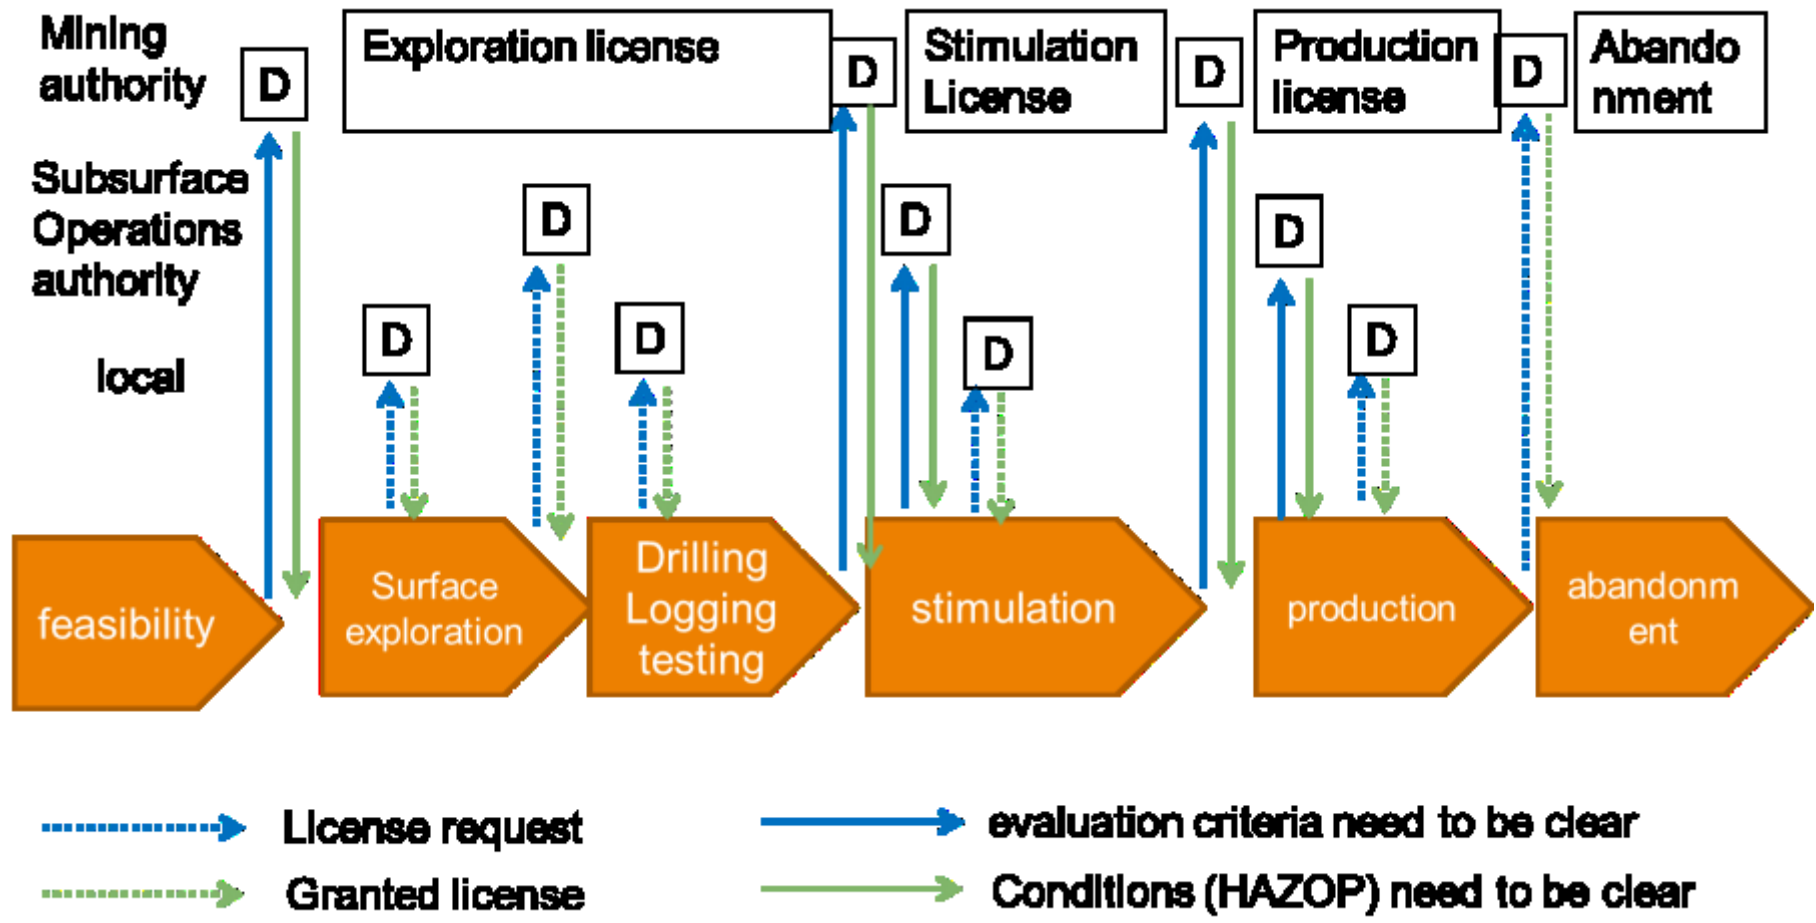 Mining
authority
D
Exploration license
D
Stimulation
License
D
Production
license
D
Abando
nment
Subsurface
Operations
authority
D
D
D
local
D
D
D
D
feasibility
Surface
exploration
Drilling
Logging
testing
stimulation
production
abandonm
ent
License request
evaluation criteria need to be clear
Granted license
Conditions (HAZOP) need to be clear